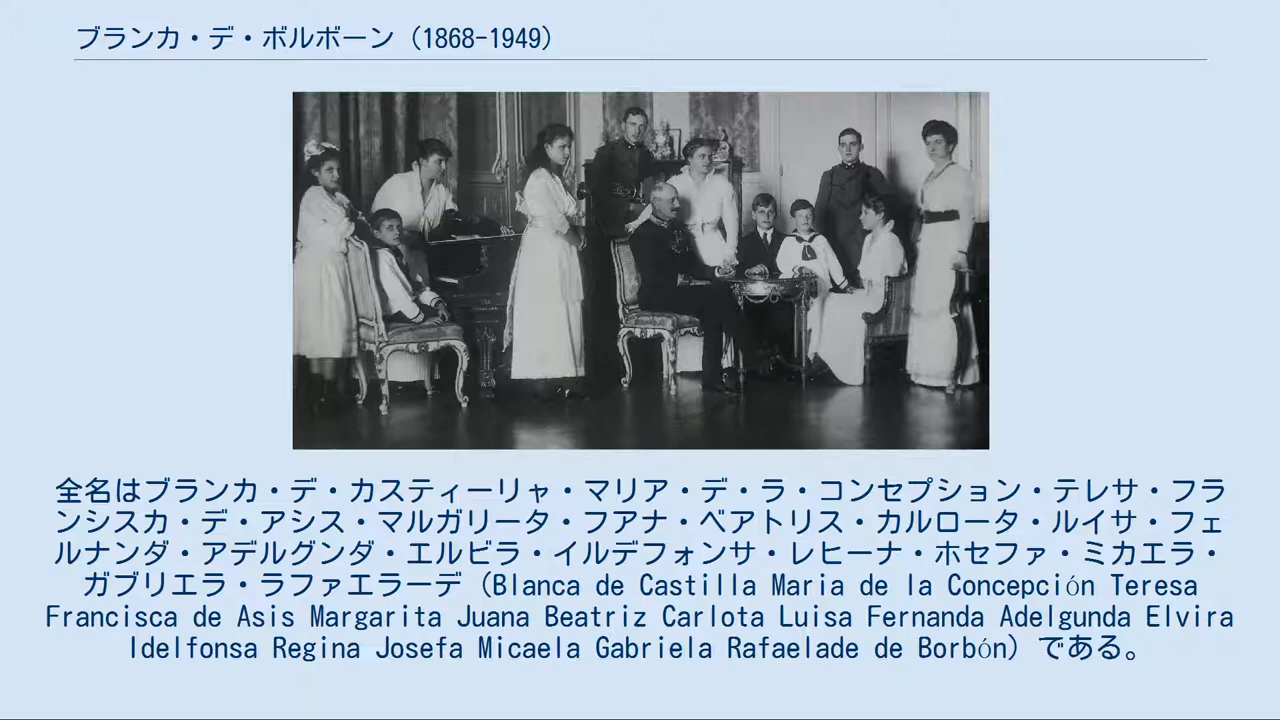 ブランカ・デ・ボルボーン（1868-1949）
全名はブランカ・デ・カスティーリャ・マリア・デ・ラ・コンセプション・テレサ・フラ
ンシスカ・デ・アシス・マルガリータ・フアナ・ベアトリス・カルロータ・ルイサ・フェ
ルナンダ・アデルグンダ・エルビラ・イルデフォンサ・レヒーナ・ホセファ・ミカエラ・
ガブリエラ・ラファエラーデ（Blanca de Castilla Maria de la Concepción Teresa
Francisca de Asis Margarita Juana Beatriz Carlota Luisa Fernanda Adelgunda Elvira
Idelfonsa Regina Josefa Micaela Gabriela Rafaelade de Borbón）である。